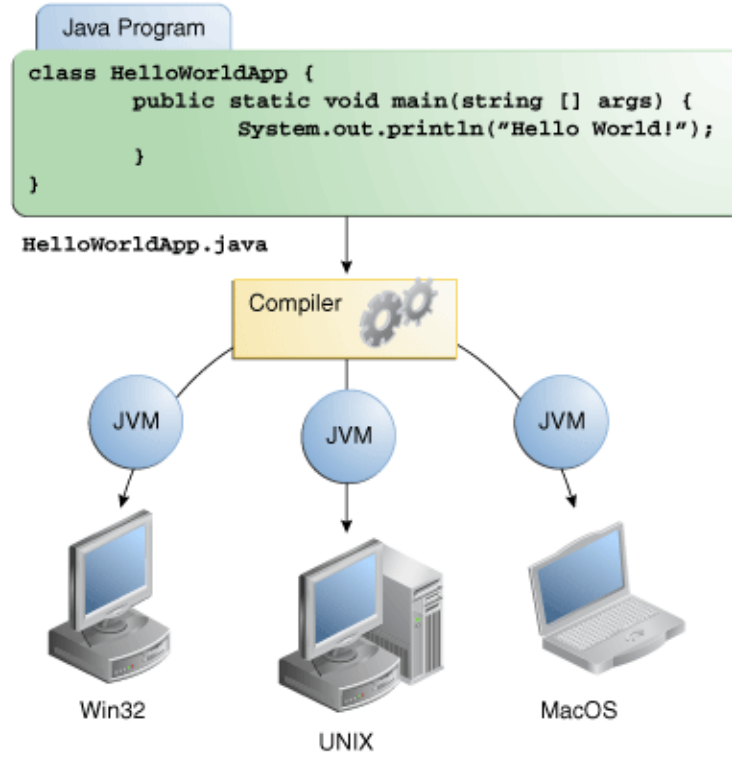 Java Program
class HelloWorldApp {
        public static void main(string [] args) {
                System.out.println("Hello World!");
        }
}
HelloWorldApp.java
Compiler
JVM
JVM
JVM
Win32
UNIX
MacOS